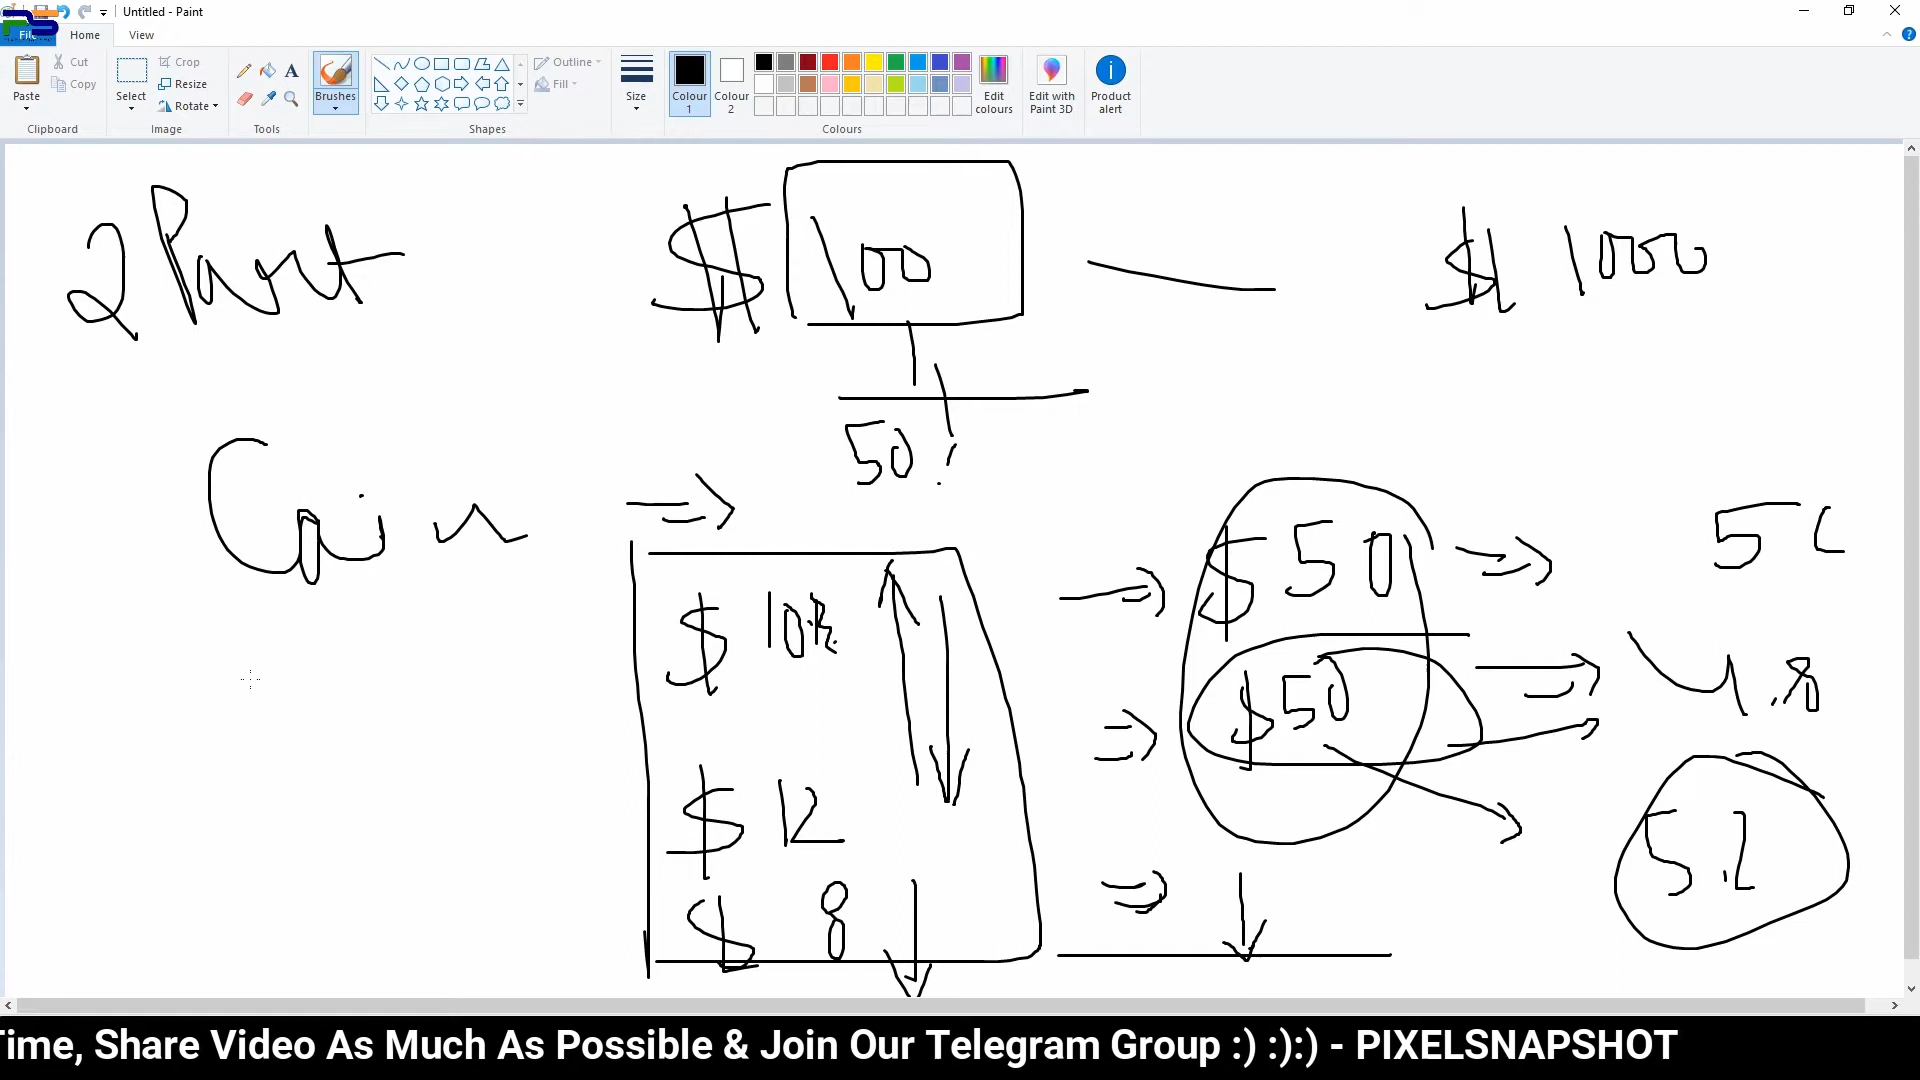 Untitled - Paint
File
Home
View
Paste
Cut
Copy
Clipboard
Select
Crop
Resize
Rotate
Image
Tools
Brushes
Outline
Fill
Shapes
Size
Colour 1
Colour 2
Edit colours
Colours
Edit with Paint 3D
Product alert
2 Part
$ 100
$ 1000
50
Coin
$ 10k
$ 12
$ 8
$ 50
$50
5 (
4.8
5.2
Time, Share Video As Much As Possible & Join Our Telegram Group :) :):) - PIXELSNAPSHOT